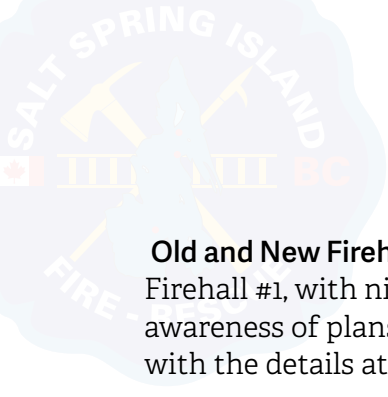 SALT SPRING ISLAND
BC
FIRE - RESCUE
Old and New Fireh
Firehall #1, with ni
awareness of plans
with the details at